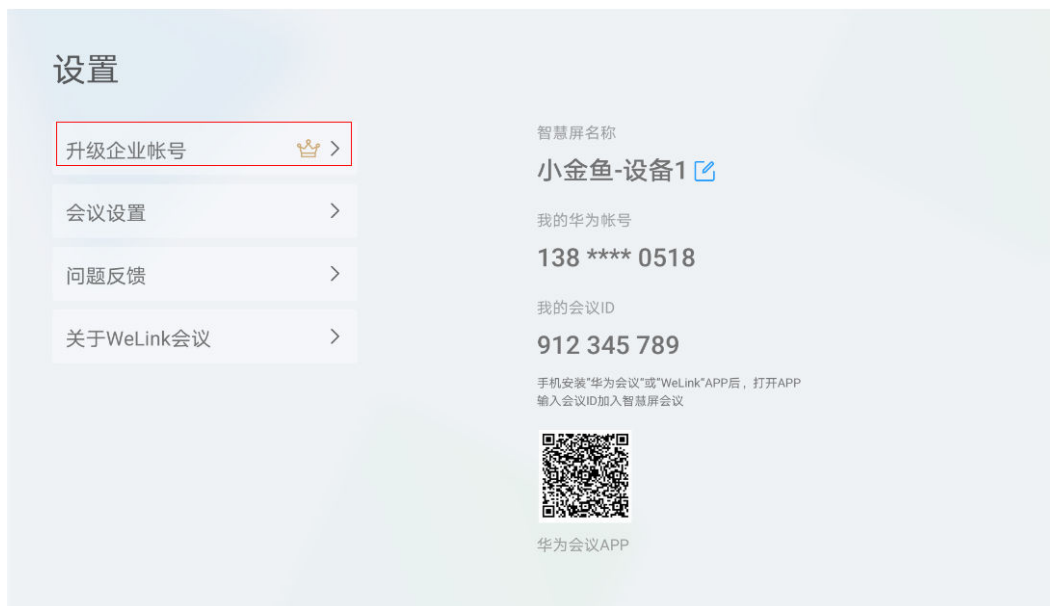 设置
升级企业帐号
会议设置
问题反馈
关于WeLink会议
智慧屏名称
小金鱼-设备1
我的华为帐号
138 **** 0518
我的会议ID
912 345 789
手机安装"华为会议"或"WeLink"APP后，打开APP
输入会议ID加入智慧屏会议
华为会议APP